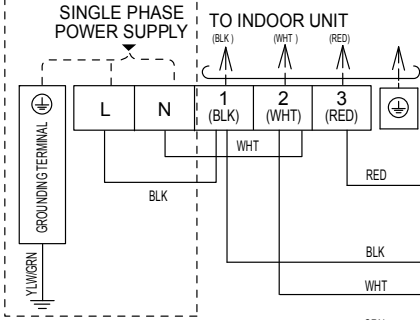 SINGLE PHASE
POWER SUPPLY
TO INDOOR UNIT
(BLK)
(WHT)
(RED)
L
N
1
(BLK)
2
(WHT)
3
(RED)
GROUNDING TERMINAL
WHT
BLK
RED
YLW/GRN
BLK
WHT